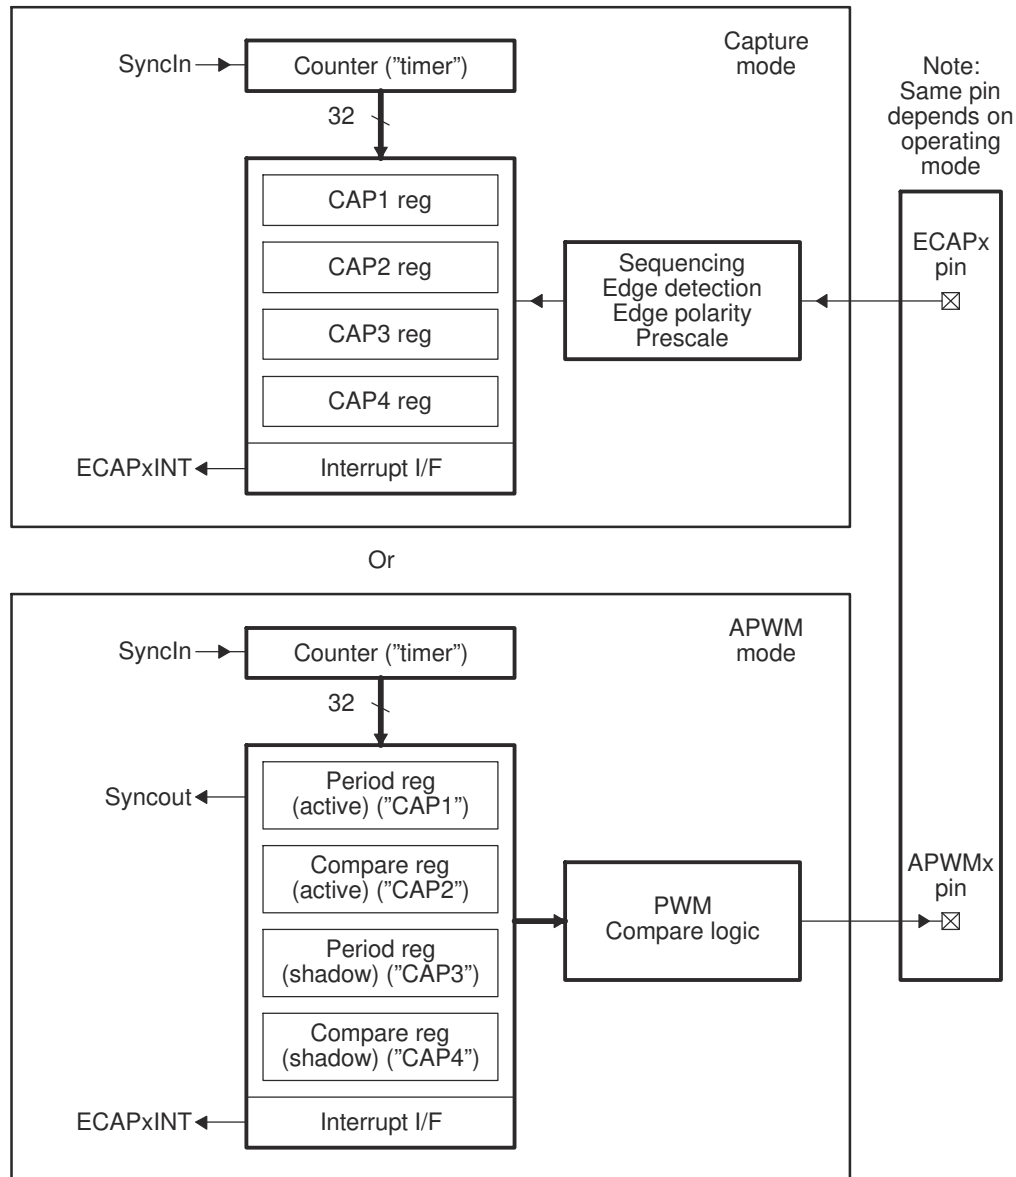 Capture
mode
SyncIn
Counter (”timer”)
32
CAP1 reg
CAP2 reg
CAP3 reg
CAP4 reg
Interrupt I/F
ECAPxINT
Sequencing
Edge detection
Edge polarity
Prescale
Note:
Same pin
depends on
operating
mode
ECAPx
pin
Or
APWM
mode
SyncIn
Counter (”timer”)
32
Syncout
Period reg
(active) (”CAP1”)
Compare reg
(active) (”CAP2”)
Period reg
(shadow) (”CAP3”)
Compare reg
(shadow) (”CAP4”)
Interrupt I/F
ECAPxINT
PWM
Compare logic
APWMx
pin